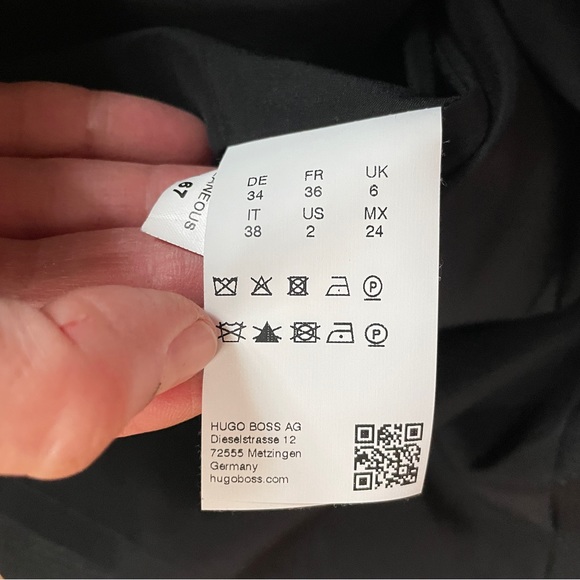 DE FR UK
34 36 6
IT US MX
38 2 24
P
P
HUGO BOSS AG
Dieselstrasse 12
72555 Metzingen
Germany
hugoboss.com
67